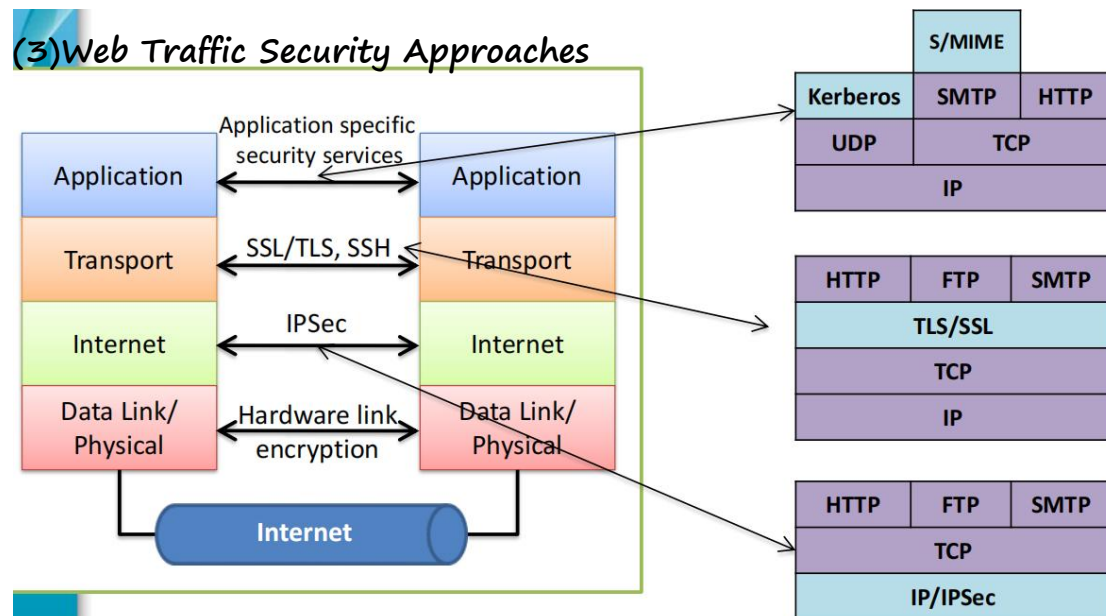 (3)Web Traffic Security Approaches
Application specific
security services
Application
Application
SSL/TLS, SSH
Transport
Transport
IPSec
Internet
Internet
Data Link/
Physical
Hardware link
encryption
Data Link/
Physical
Internet
S/MIME
Kerberos SMTP HTTP
UDP TCP
IP
HTTP FTP SMTP
TLS/SSL
TCP
IP
HTTP FTP SMTP
TCP
IP/IPSec